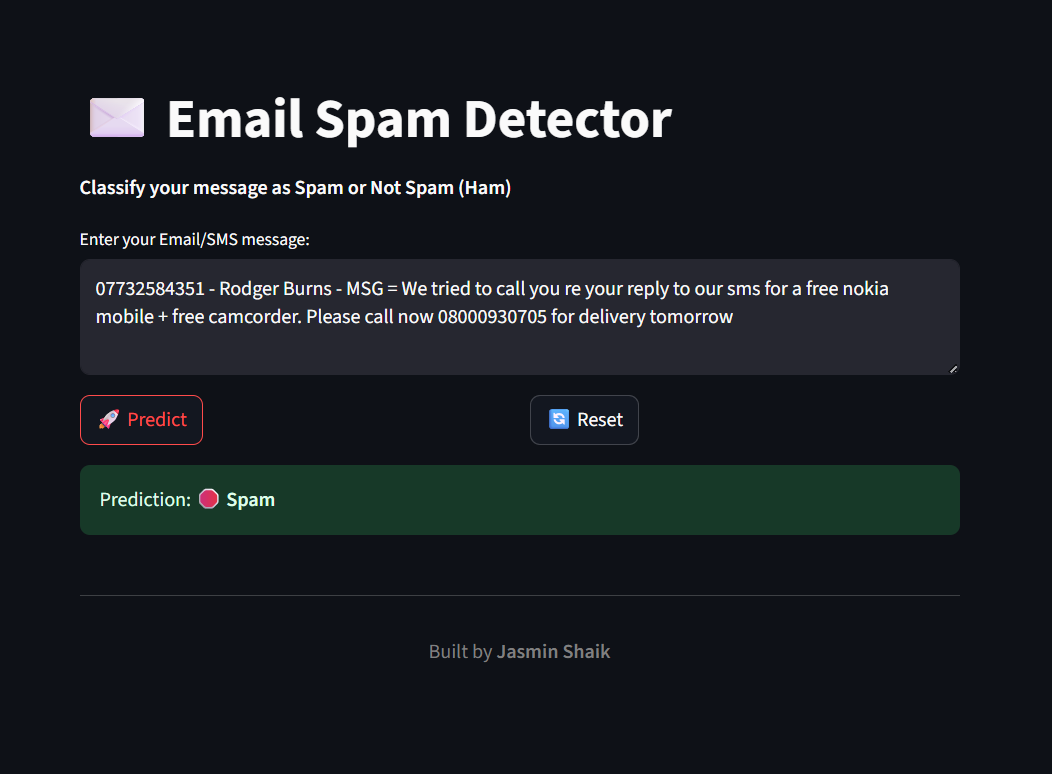 Email Spam Detector
Classify your message as Spam or Not Spam (Ham)
Enter your Email/SMS message:
07732584351 - Rodger Burns - MSG = We tried to call you re your reply to our sms for a free nokia
mobile + free camcorder. Please call now 08000930705 for delivery tomorrow
Predict
Reset
Prediction: Spam
Built by Jasmin Shaik